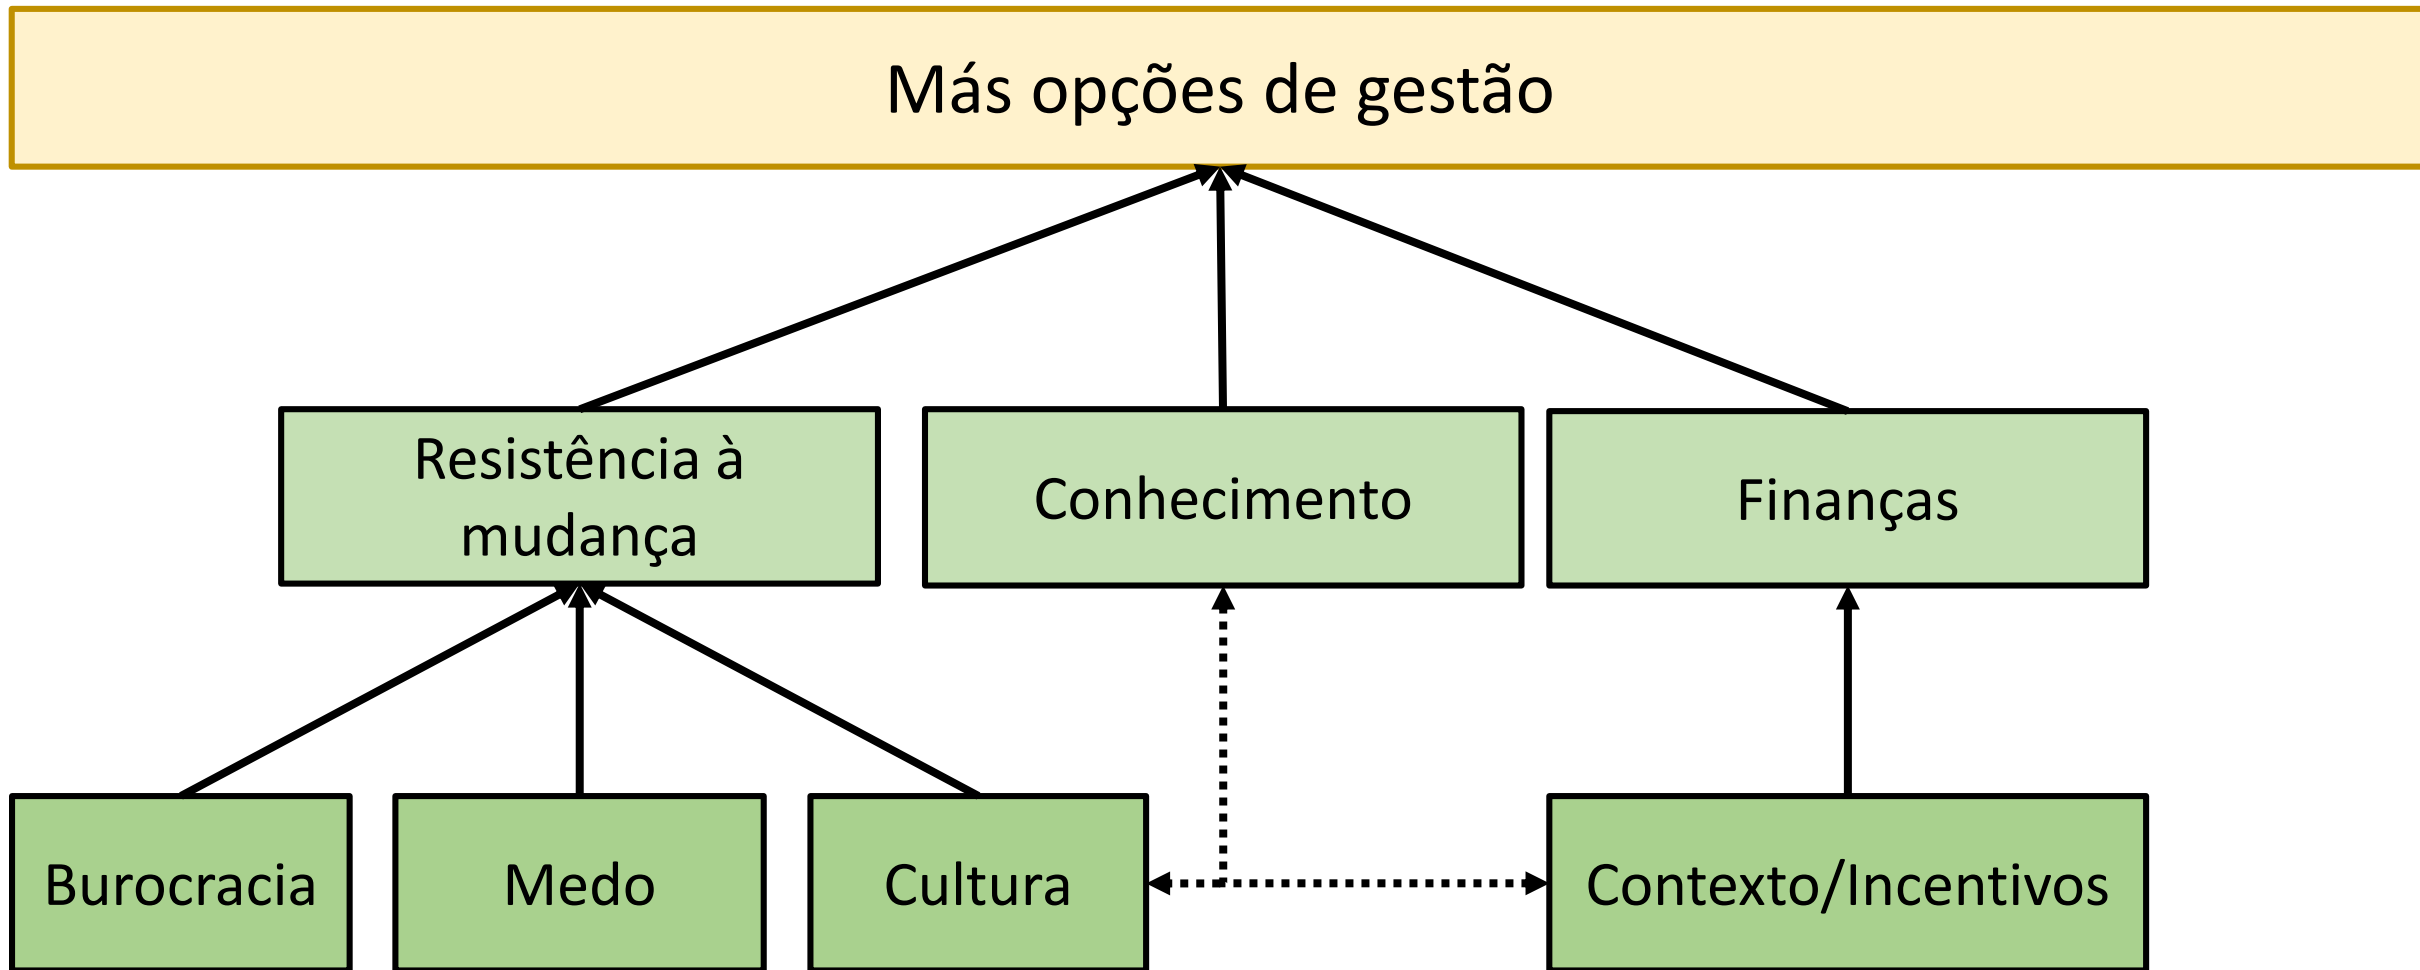 Más opções de gestão
Resistência à
mudança
Conhecimento
Finanças
Burocracia
Medo
Cultura
Contexto/Incentivos